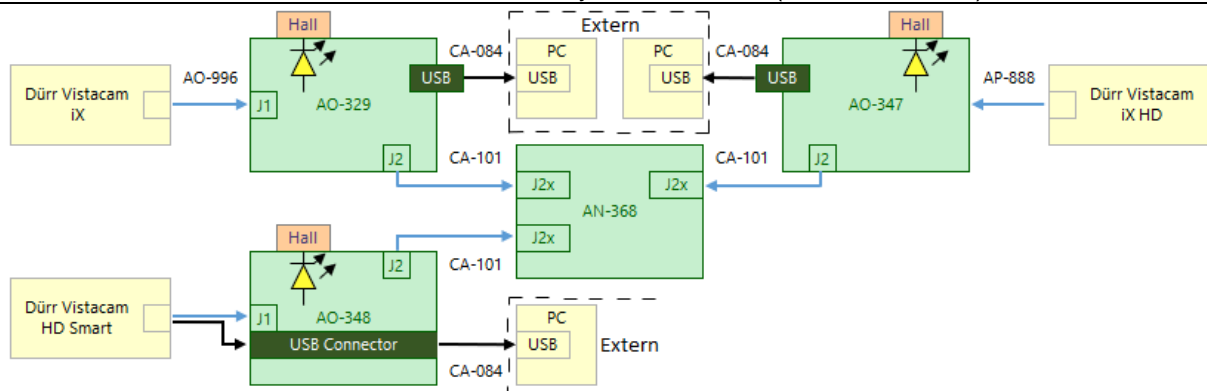 Hall
Extern
Hall
CA-084
PC
PC
CA-084
AO-996
USB
USB
USB
USB
AP-888
Dürr Vistacam
iX
J1
AO-329
AO-347
Dürr Vistacam
iX HD
J2
CA-101
CA-101
J2
J2x
J2x
AN-368
Hall
J2x
J2
CA-101
Dürr Vistacam
HD Smart
J1
AO-348
PC
USB Connector
USB
Extern
CA-084